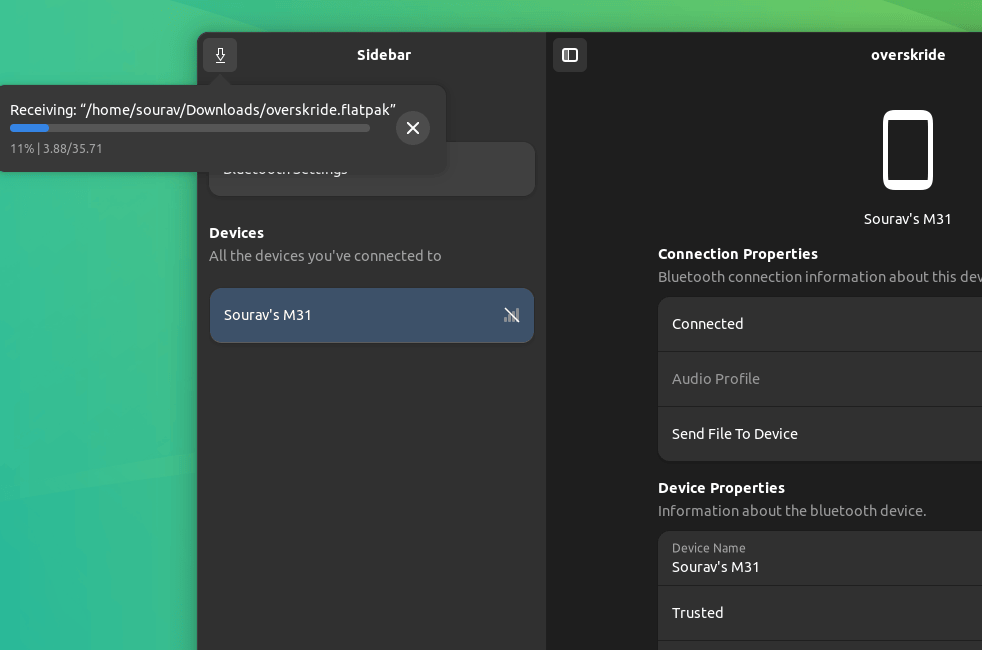 Sidebar
overskride
Receiving: “/home/sourav/Downloads/overskride.flatpak”
11% | 3.88/35.71
Bluetooth Settings
Devices
All the devices you've connected to
Sourav's M31
Sourav's M31
Connection Properties
Bluetooth connection information about this
Connected
Audio Profile
Send File To Device
Device Properties
Information about the bluetooth device.
Device Name
Sourav's M31
Trusted